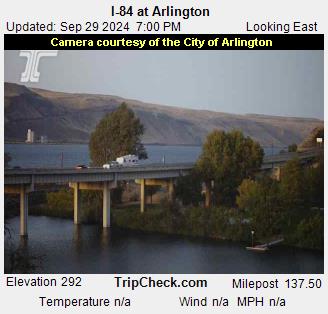 I-84 at Arlington
Updated: Sep 29 2024 7:00 PM Looking East
Camera courtesy of the City of Arlington
Elevation 292 TripCheck.com Milepost 137.50
Temperature n/a Wind n/a MPH n/a